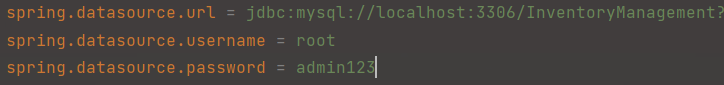 spring.datasource.url = jdbc:mysql://localhost:3306/InventoryManagement?
spring.datasource.username = root
spring.datasource.password = admin123